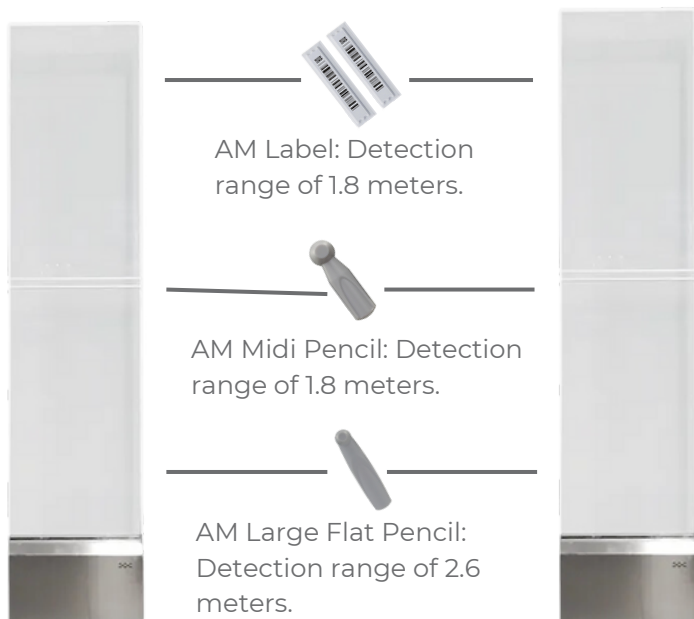 AM Label: Detection
range of 1.8 meters.
AM Midi Pencil: Detection
range of 1.8 meters.
AM Large Flat Pencil:
Detection range of 2.6
meters.